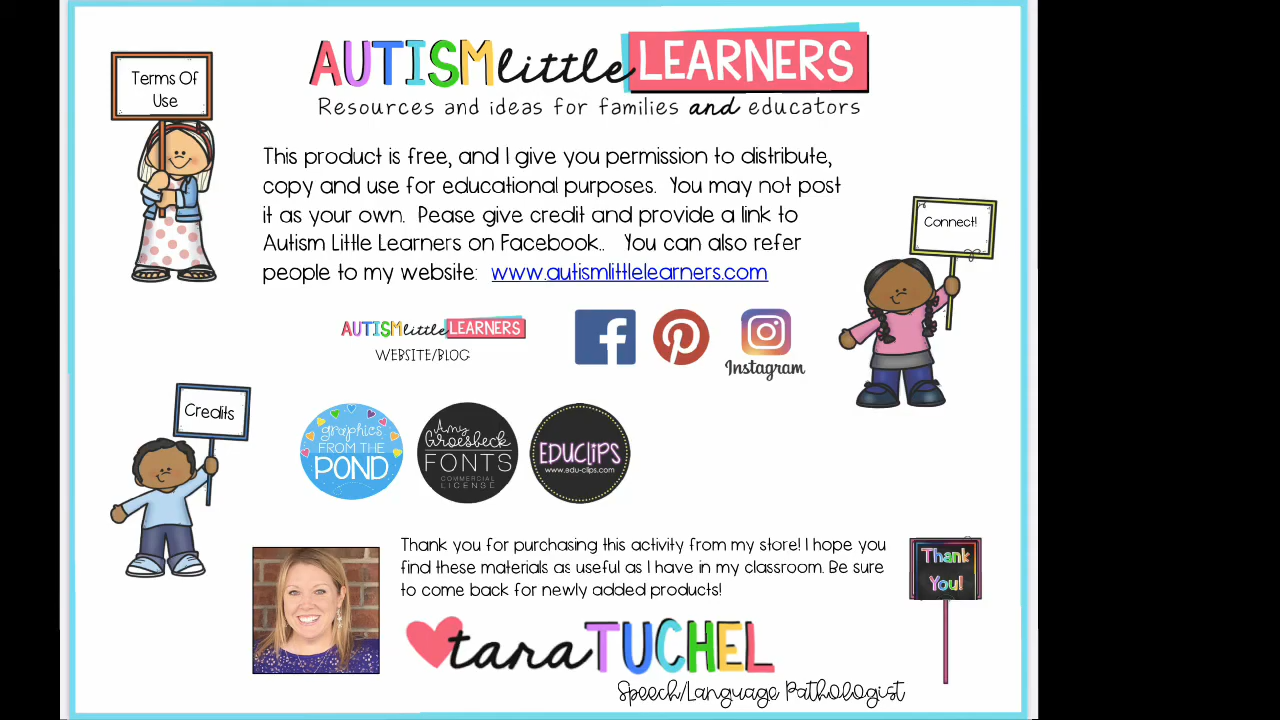 Terms Of
Use
AUTISM little LEARNERS
Resources and ideas for families and educators
This product is free, and I give you permission to distribute,
copy and use for educational purposes. You may not post
it as your own. Pease give credit and provide a link to
Autism Little Learners on Facebook.. You can also refer
people to my website: www.autismlittlelearners.com
Connect!
AUTISM little LEARNERS
WEBSITE/BLOG
Instagram
Credits
graphics
FROM THE
POND
Amy
Groesbeck
FONTS
COMMERCIAL
LICENSE
EDUCLIPS
www.edu-clips.com
Thank you for purchasing this activity from my store! I hope you
find these materials as useful as I have in my classroom. Be sure
to come back for newly added products!
Thank
You!
tara TUCHEL
Speech/Language Pathologist